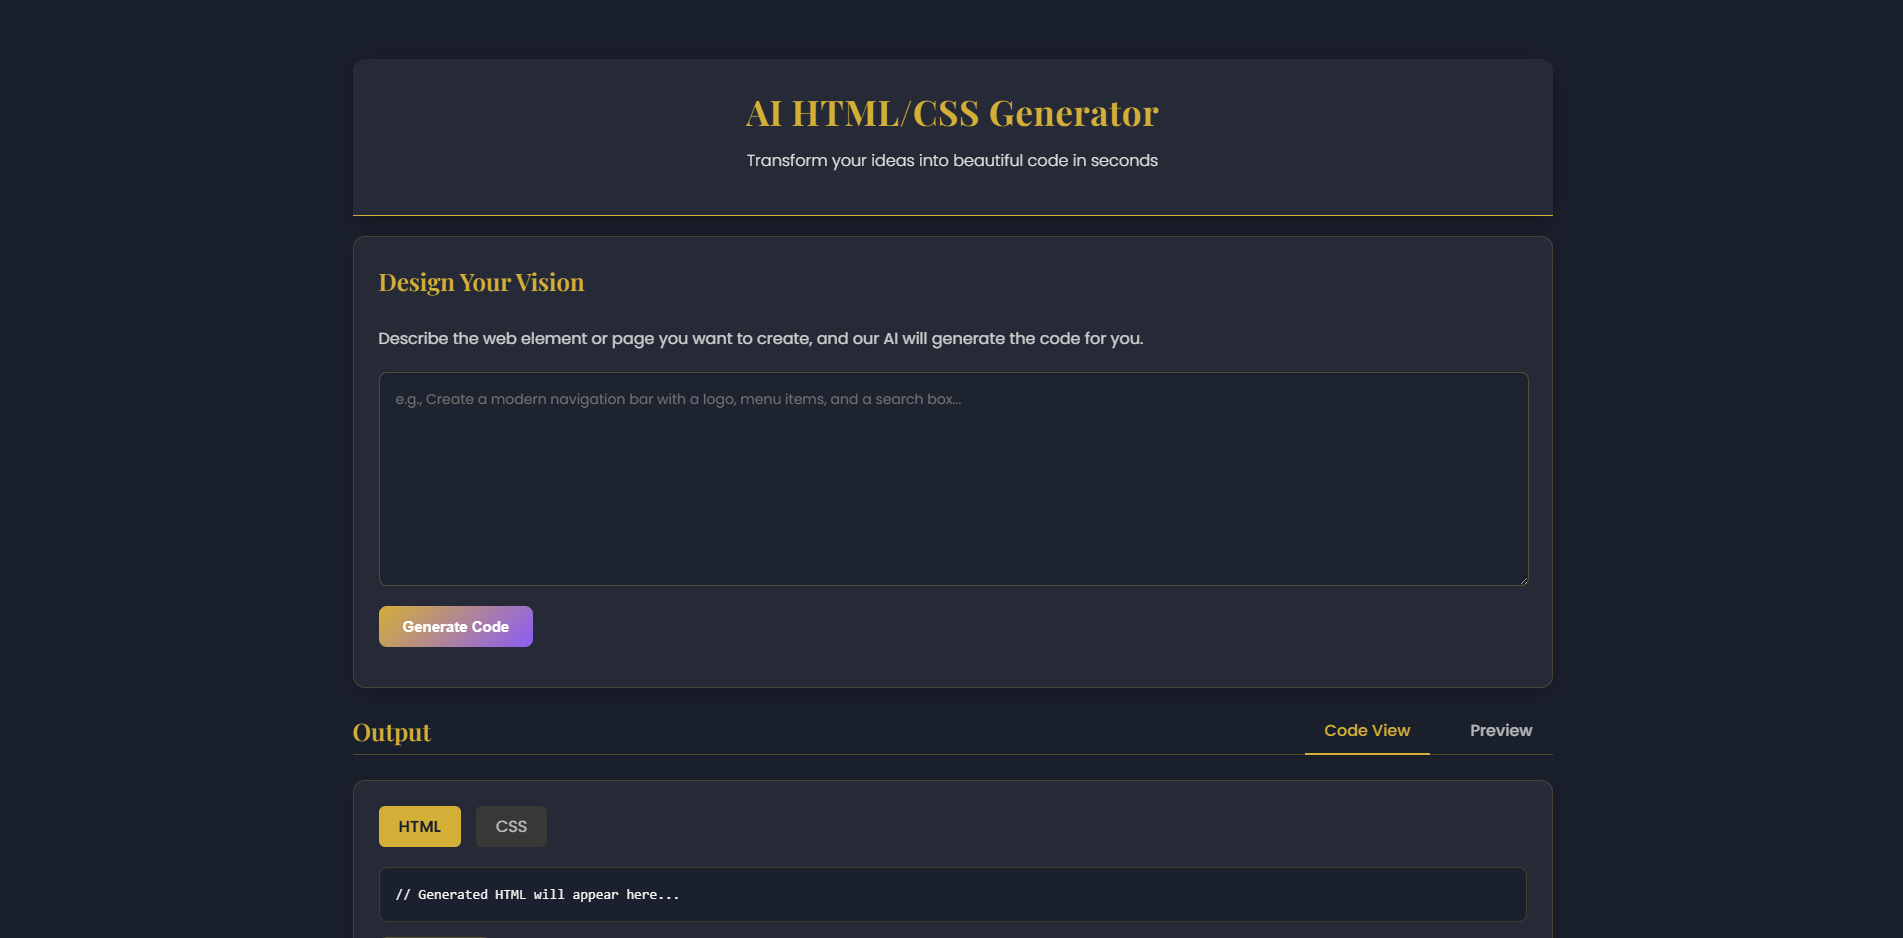 AI HTML/CSS Generator
Transform your ideas into beautiful code in seconds
Design Your Vision
Describe the web element or page you want to create, and our AI will generate the code for you.
e.g., Create a modern navigation bar with a logo, menu items, and a search box...
Generate Code
Output
Code View
Preview
HTML
CSS
// Generated HTML will appear here...